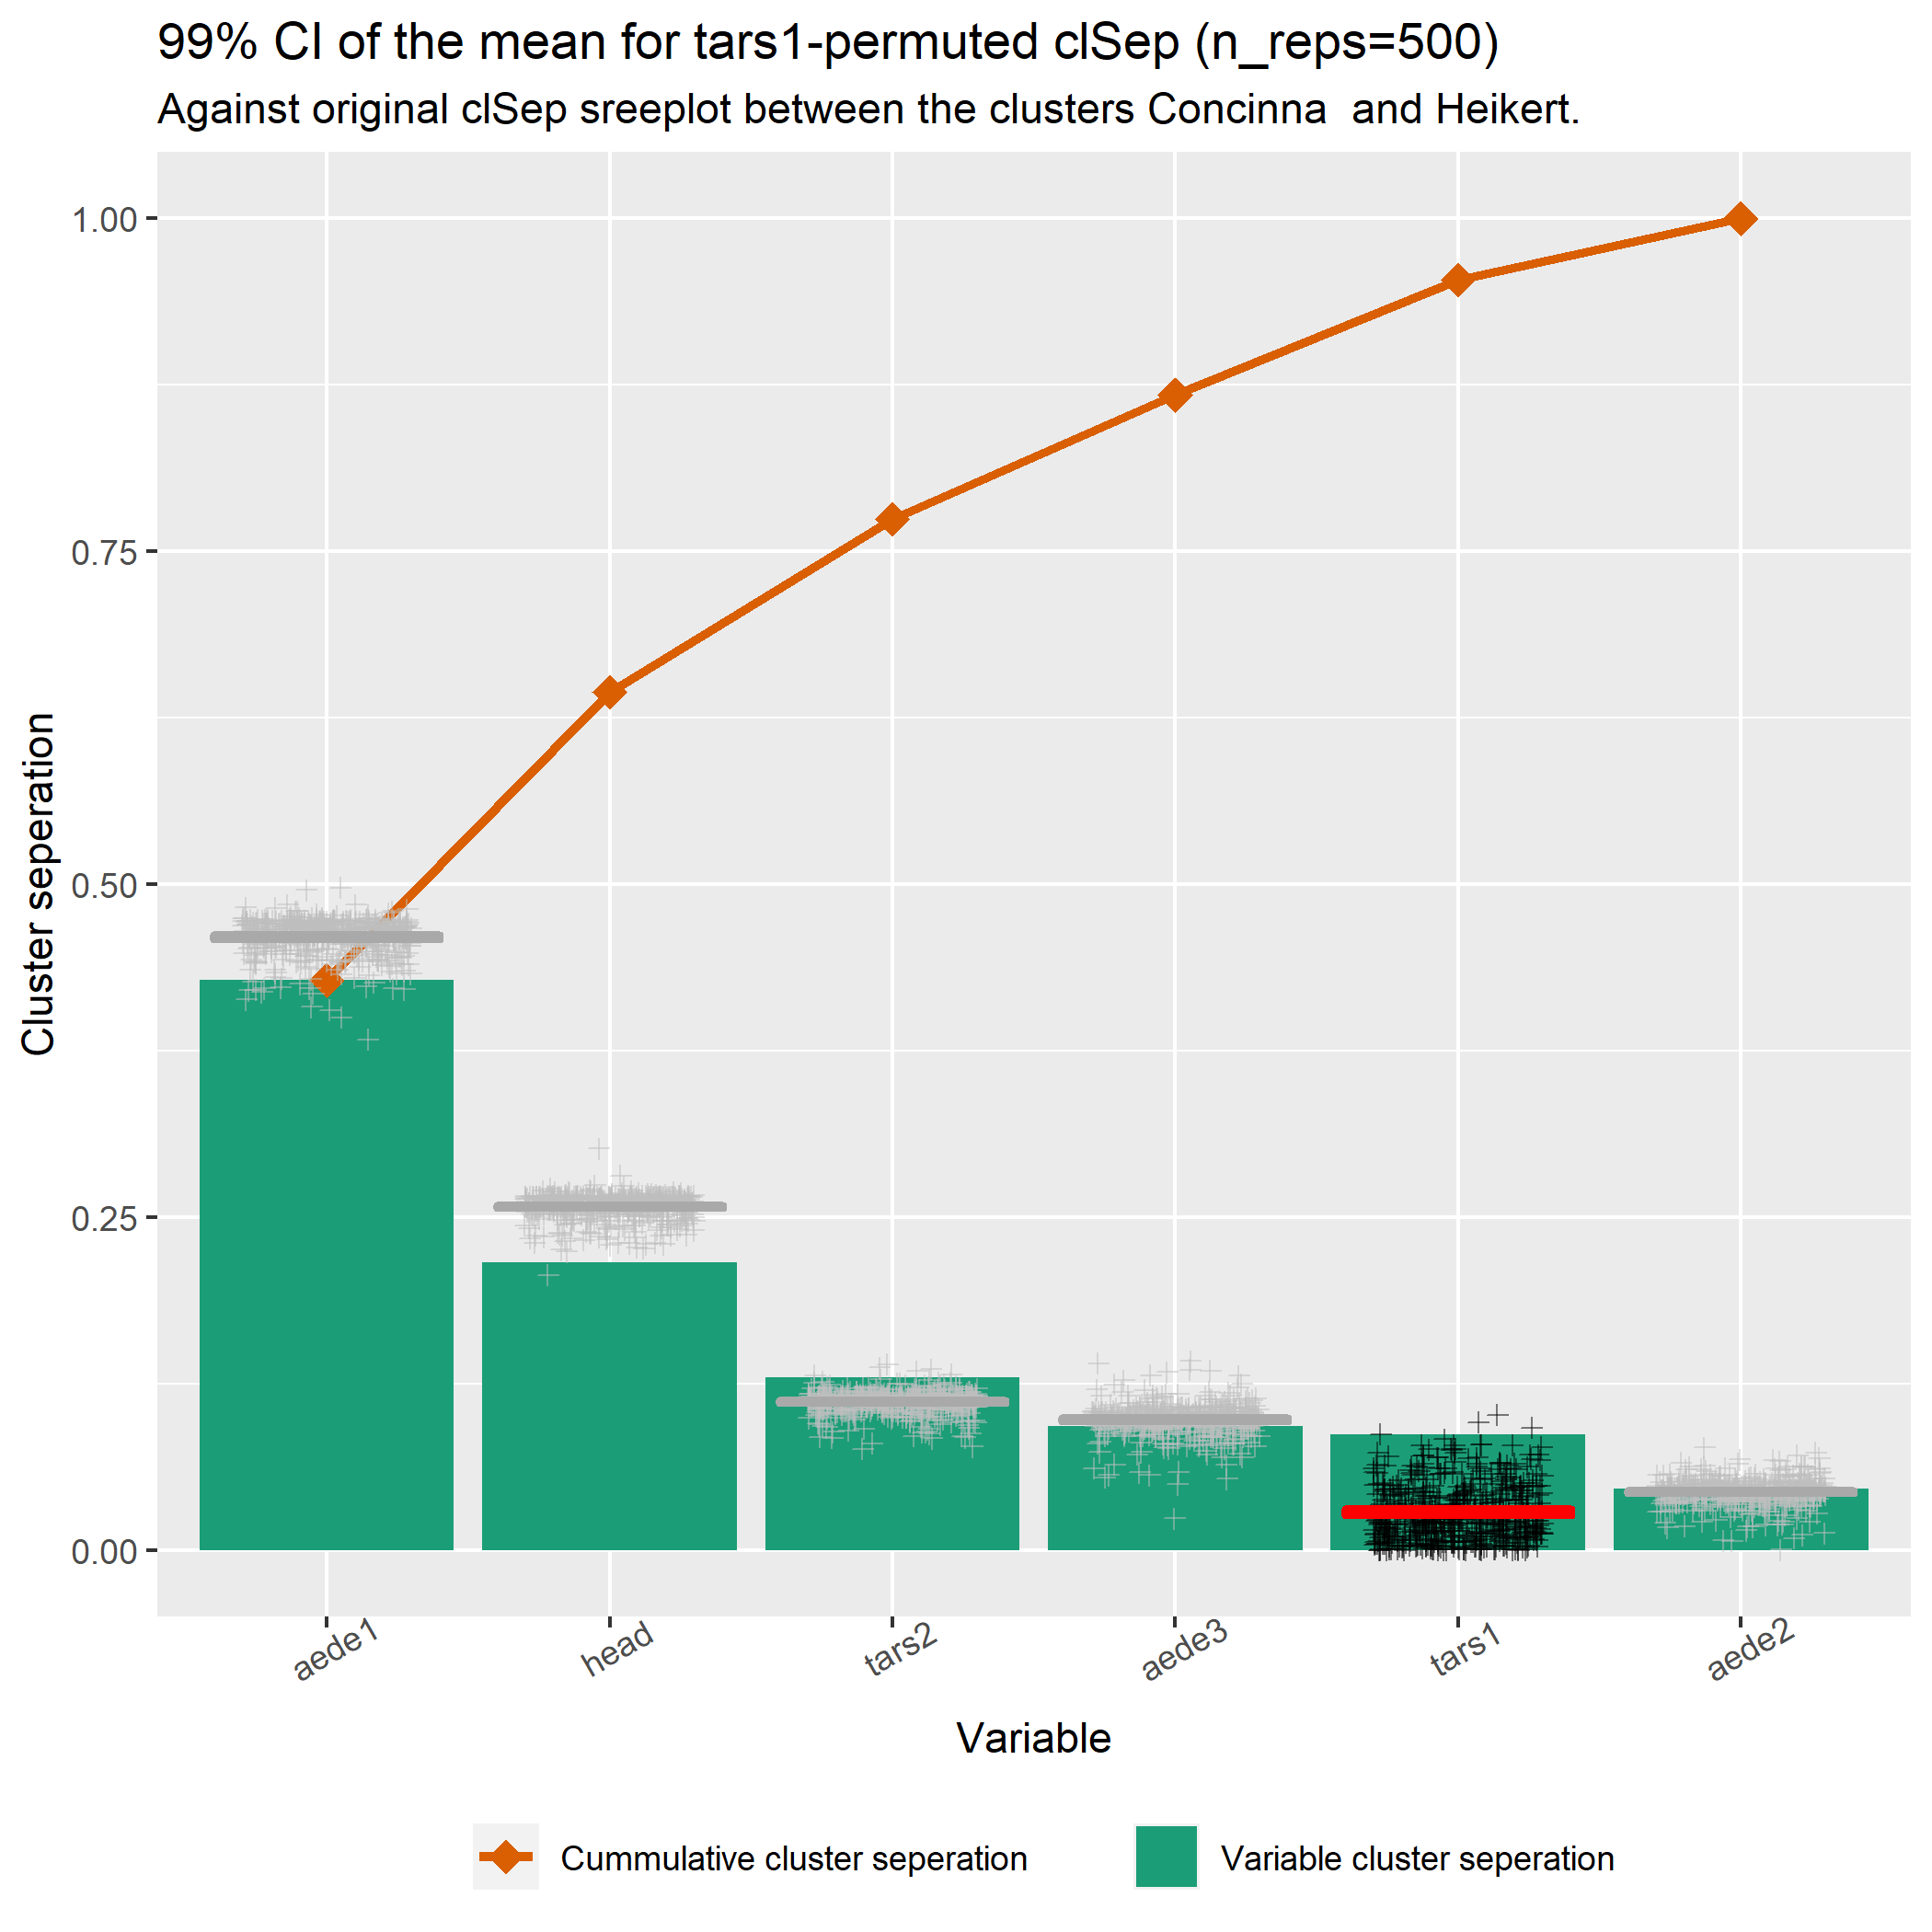 99% CI of the mean for tars1-permuted clSep (n_reps=500)
Against original clSep sreeplot between the clusters Concinna  and Heikert.
Cluster seperation
1.00
0.75
0.50
0.25
0.00
aede1
head
tars2
aede3
tars1
aede2
Variable
Cummulative cluster seperation
Variable cluster seperation